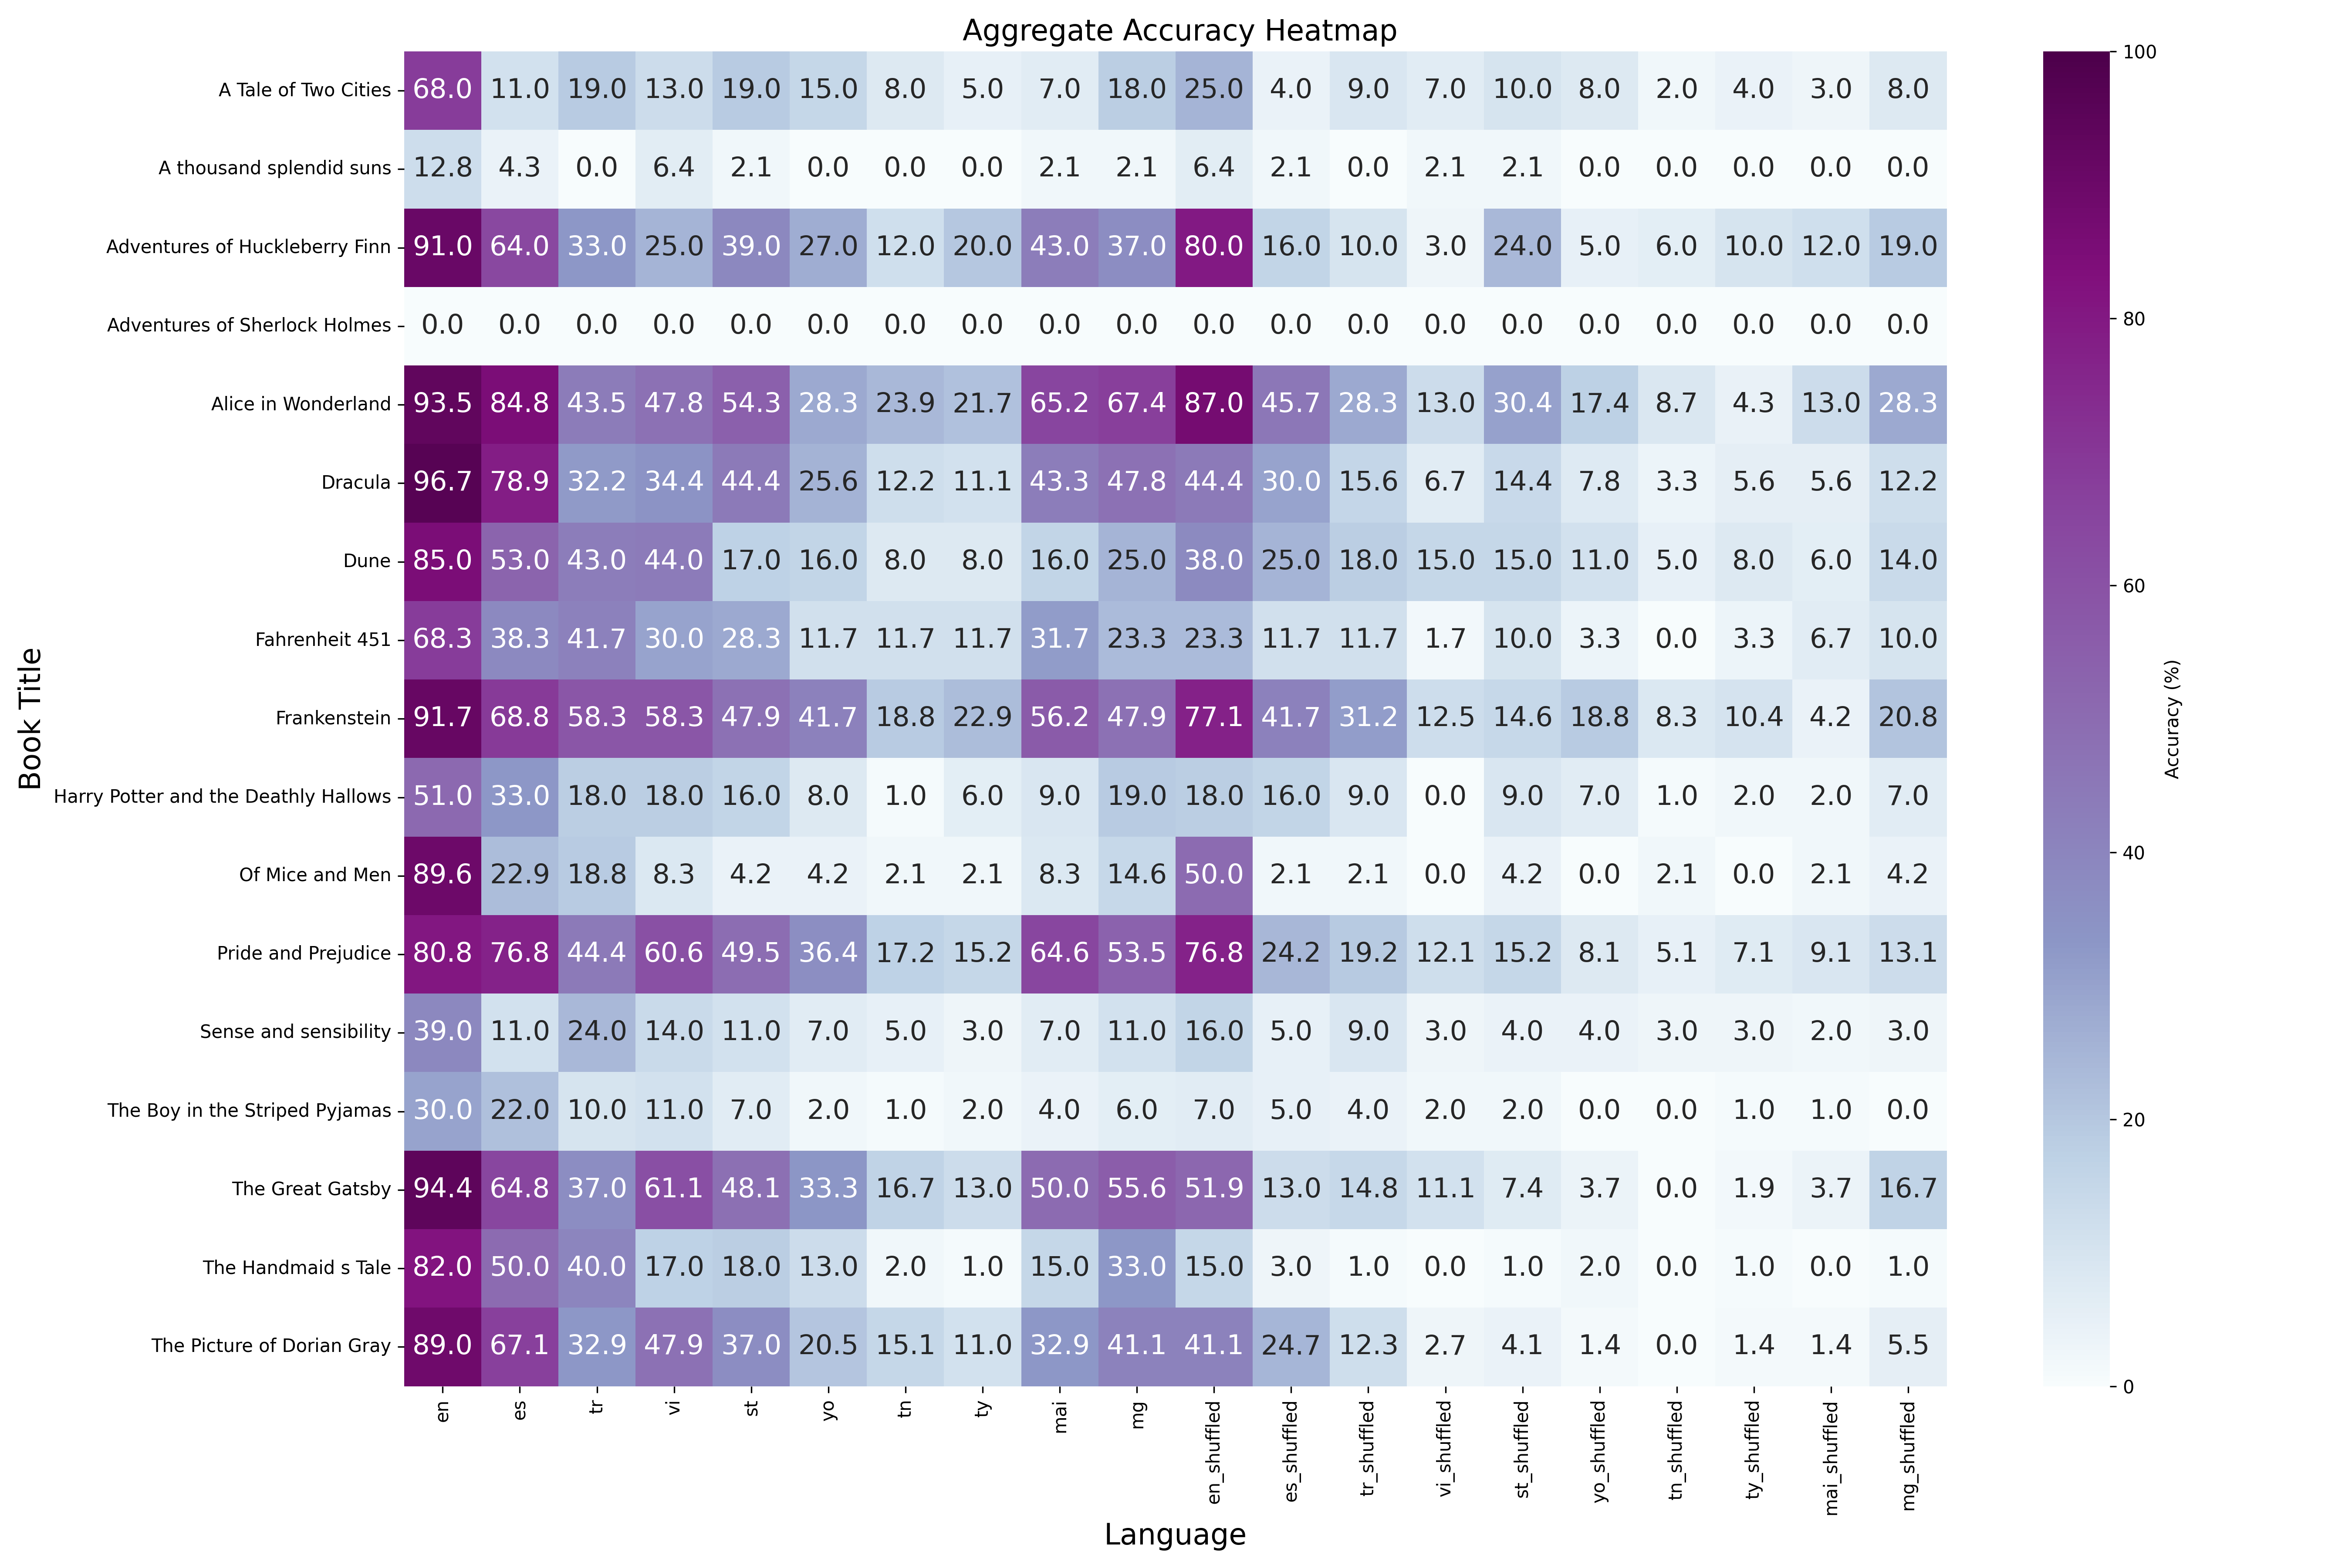 Aggregate Accuracy Heatmap
Book Title
A Tale of Two Cities 68.0 11.0 19.0 13.0 19.0 15.0 8.0 5.0 7.0 18.0 25.0 4.0 9.0 7.0 10.0 8.0 2.0 4.0 3.0 8.0
A thousand splendid suns 12.8 4.3 0.0 6.4 2.1 0.0 0.0 0.0 2.1 2.1 6.4 2.1 0.0 2.1 2.1 0.0 0.0 0.0 0.0 0.0
Adventures of Huckleberry Finn 91.0 64.0 33.0 25.0 39.0 27.0 12.0 20.0 43.0 37.0 80.0 16.0 10.0 3.0 24.0 5.0 6.0 10.0 12.0 19.0
Adventures of Sherlock Holmes 0.0 0.0 0.0 0.0 0.0 0.0 0.0 0.0 0.0 0.0 0.0 0.0 0.0 0.0 0.0 0.0 0.0 0.0 0.0 0.0
Alice in Wonderland 93.5 84.8 43.5 47.8 54.3 28.3 23.9 21.7 65.2 67.4 87.0 45.7 28.3 13.0 30.4 17.4 8.7 4.3 13.0 28.3
Dracula 96.7 78.9 32.2 34.4 44.4 25.6 12.2 11.1 43.3 47.8 44.4 30.0 15.6 6.7 14.4 7.8 3.3 5.6 5.6 12.2
Dune 85.0 53.0 43.0 44.0 17.0 16.0 8.0 8.0 16.0 25.0 38.0 25.0 18.0 15.0 15.0 11.0 5.0 8.0 6.0 14.0
Fahrenheit 451 68.3 38.3 41.7 30.0 28.3 11.7 11.7 11.7 31.7 23.3 23.3 11.7 11.7 1.7 10.0 3.3 0.0 3.3 6.7 10.0
Frankenstein 91.7 68.8 58.3 58.3 47.9 41.7 18.8 22.9 56.2 47.9 77.1 41.7 31.2 12.5 14.6 18.8 8.3 10.4 4.2 20.8
Harry Potter and the Deathly Hallows 51.0 33.0 18.0 18.0 16.0 8.0 1.0 6.0 9.0 19.0 18.0 16.0 9.0 0.0 9.0 7.0 1.0 2.0 2.0 7.0
Of Mice and Men 89.6 22.9 18.8 8.3 4.2 4.2 2.1 2.1 8.3 14.6 50.0 2.1 2.1 0.0 4.2 0.0 2.1 0.0 2.1 4.2
Pride and Prejudice 80.8 76.8 44.4 60.6 49.5 36.4 17.2 15.2 64.6 53.5 76.8 24.2 19.2 12.1 15.2 8.1 5.1 7.1 9.1 13.1
Sense and sensibility 39.0 11.0 24.0 14.0 11.0 7.0 5.0 3.0 7.0 11.0 16.0 5.0 9.0 3.0 4.0 4.0 3.0 3.0 2.0 3.0
The Boy in the Striped Pyjamas 30.0 22.0 10.0 11.0 7.0 2.0 1.0 2.0 4.0 6.0 7.0 5.0 4.0 2.0 2.0 0.0 0.0 1.0 1.0 0.0
The Great Gatsby 94.4 64.8 37.0 61.1 48.1 33.3 16.7 13.0 50.0 55.6 51.9 13.0 14.8 11.1 7.4 3.7 0.0 1.9 3.7 16.7
The Handmaid s Tale 82.0 50.0 40.0 17.0 18.0 13.0 2.0 1.0 15.0 33.0 15.0 3.0 1.0 0.0 1.0 2.0 0.0 1.0 0.0 1.0
The Picture of Dorian Gray 89.0 67.1 32.9 47.9 37.0 20.5 15.1 11.0 32.9 41.1 41.1 24.7 12.3 2.7 4.1 1.4 0.0 1.4 1.4 5.5
en es tr vi st yo tn ty mai mg en_shuffled es_shuffled tr_shuffled vi_shuffled st_shuffled yo_shuffled tn_shuffled ty_shuffled mai_shuffled mg_shuffled
Language
100
80
60
40
20
0
Accuracy (%)